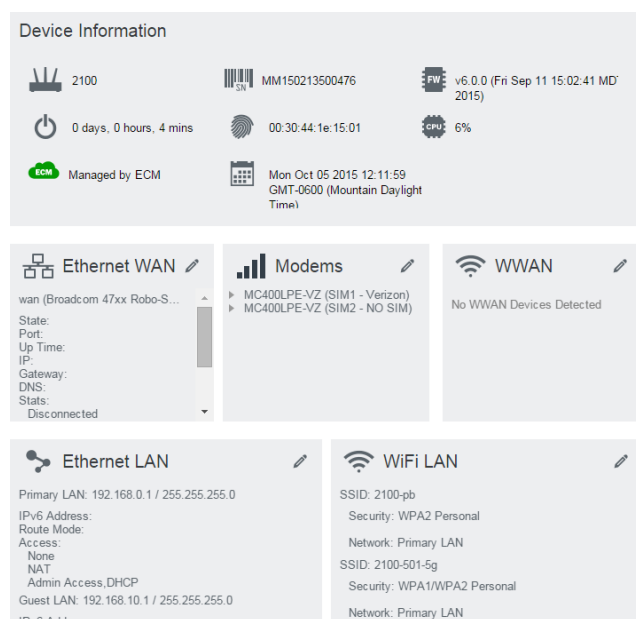 Device Information
2100
SN
MM150213500476
FW
v6.0.0 (Fri Sep 11 15:02:41 MDT
2015)
0 days, 0 hours, 4 mins
00:30:44:1e:15:01
CPU
6%
ECM
Managed by ECM
Mon Oct 05 2015 12:11:59
GMT-0600 (Mountain Daylight
Time)
Ethernet WAN
wan (Broadcom 47xx Robo-S...
State:
Port:
Up Time:
IP:
Gateway:
DNS:
Stats:
Disconnected
Modems
MC400LPE-VZ (SIM1 - Verizon)
MC400LPE-VZ (SIM2 - NO SIM)
WWAN
No WWAN Devices Detected
Ethernet LAN
Primary LAN: 192.168.0.1 / 255.255.255.0
IPv6 Address:
Route Mode:
Access:
None
NAT
Admin Access,DHCP
Guest LAN: 192.168.10.1 / 255.255.255.0
WiFi LAN
SSID: 2100-pb
Security: WPA2 Personal
Network: Primary LAN
SSID: 2100-501-5g
Security: WPA1/WPA2 Personal
Network: Primary LAN